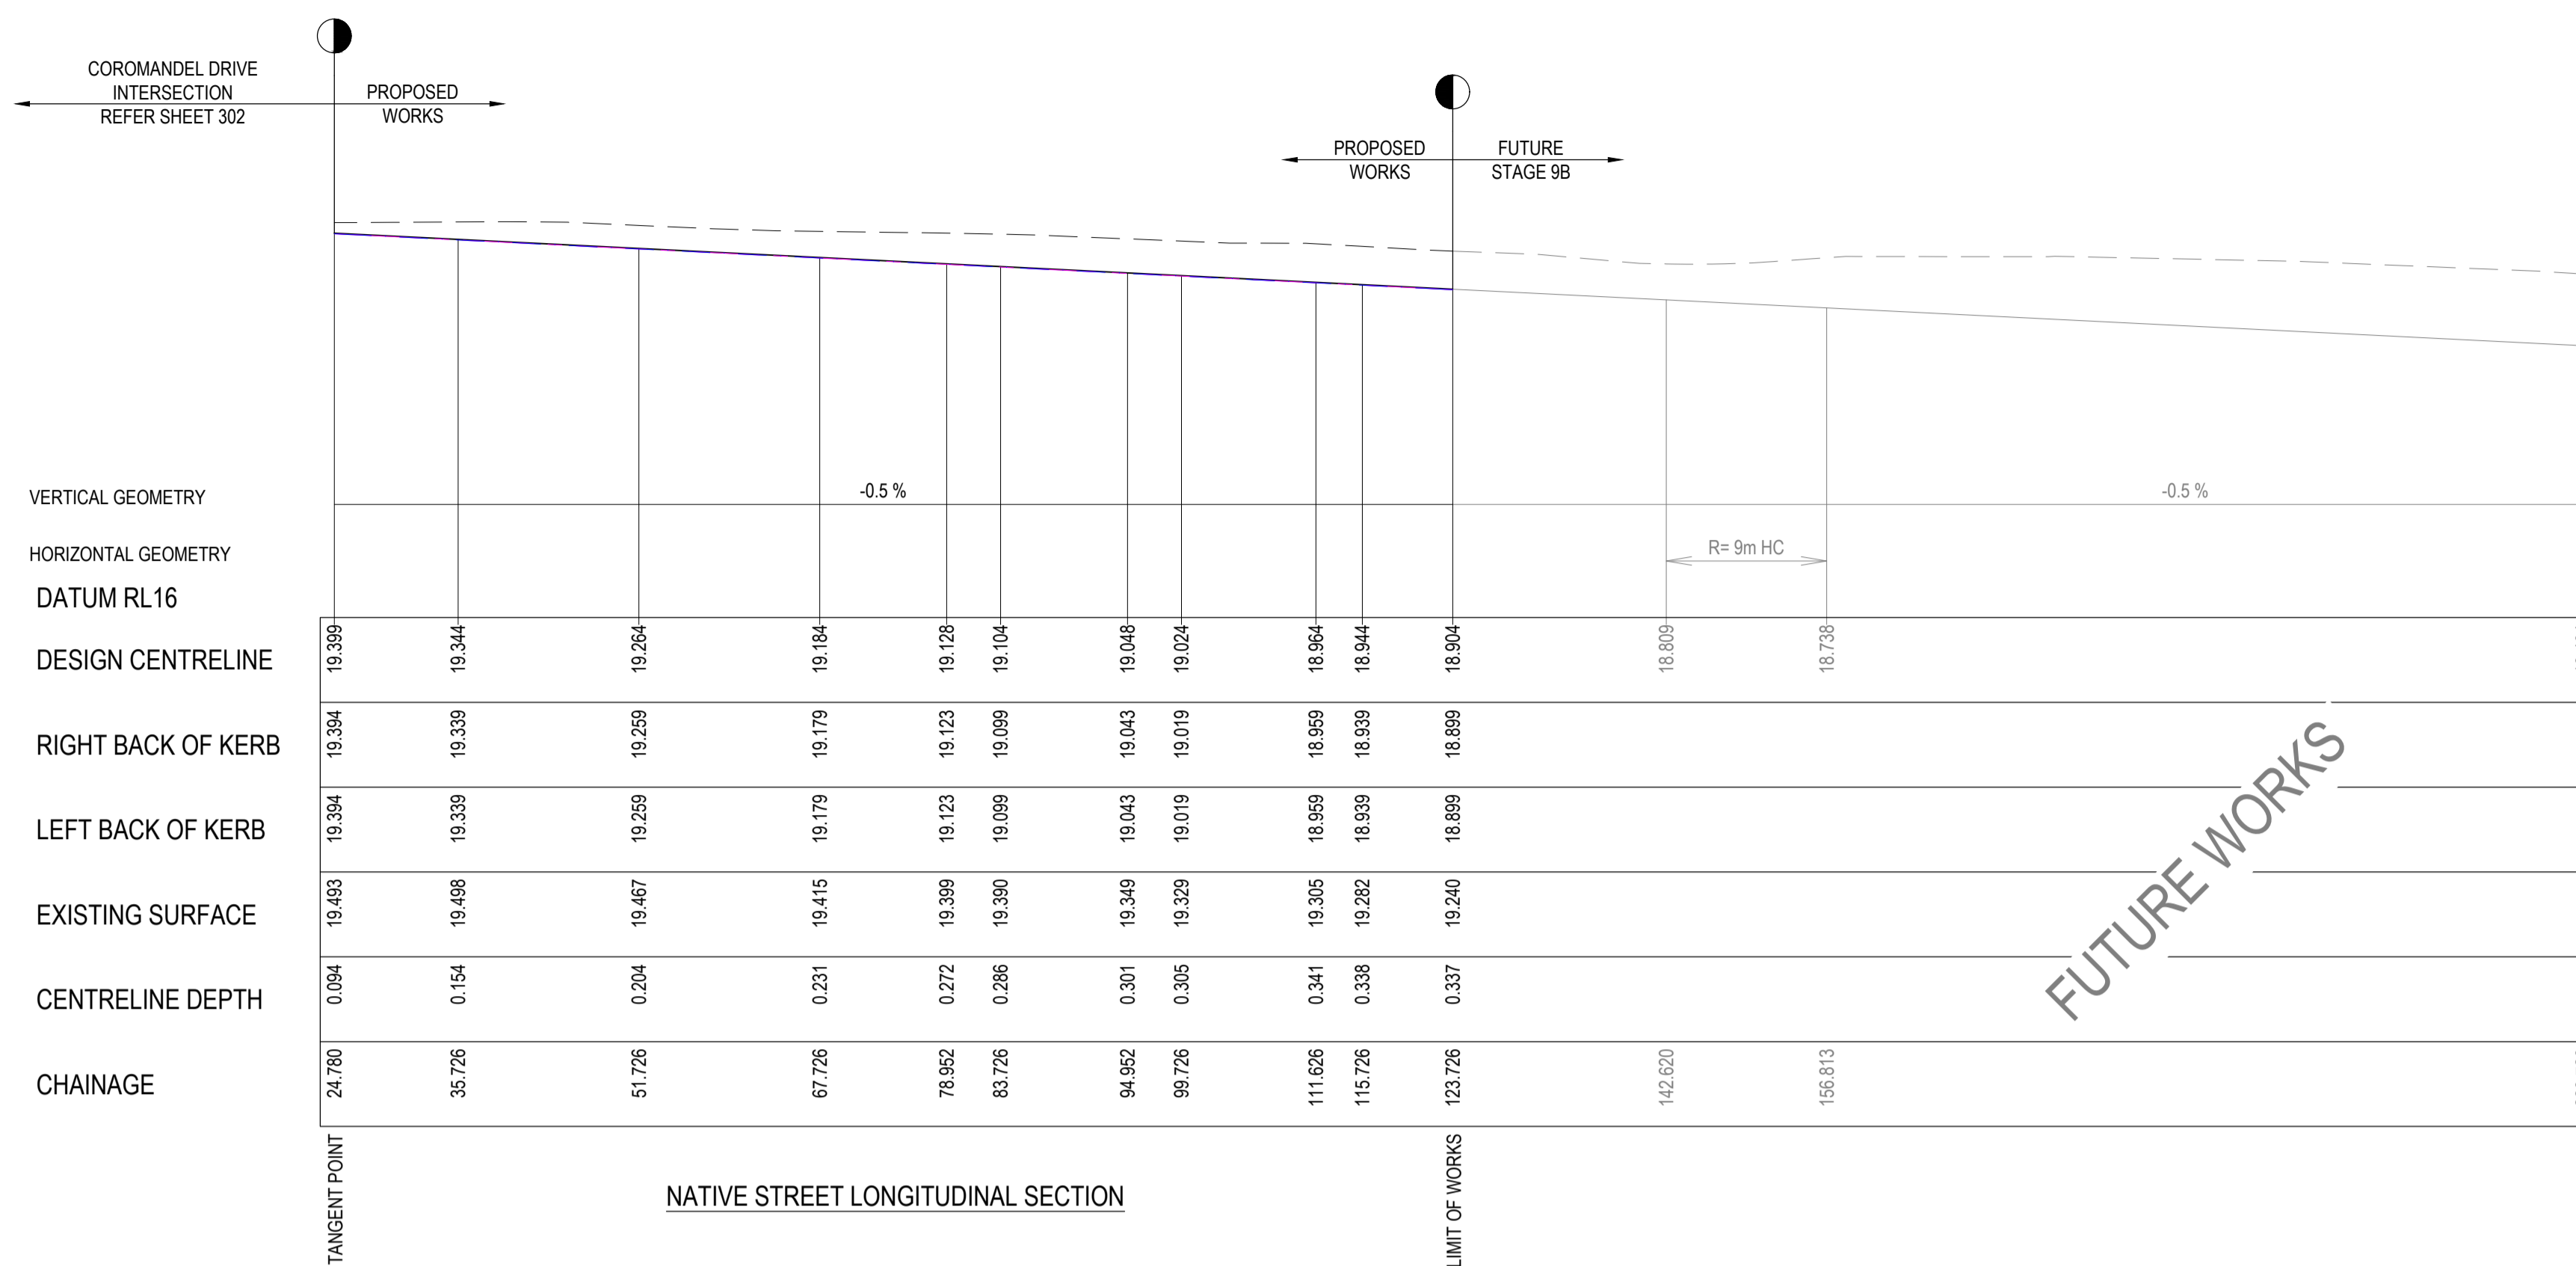 COROMANDEL DRIVE
INTERSECTION
REFER SHEET 302
PROPOSED
WORKS
PROPOSED
WORKS
FUTURE
STAGE 9B
VERTICAL GEOMETRY
-0.5 %
-0.5 %
HORIZONTAL GEOMETRY
R= 9m HC
DATUM RL16
DESIGN CENTRELINE 19.399 19.344 19.264 19.184 19.128 19.104 19.048 19.024 18.964 18.944 18.904 18.809 18.738
RIGHT BACK OF KERB 19.394 19.339 19.259 19.179 19.123 19.099 19.043 19.019 18.959 18.939 18.899
LEFT BACK OF KERB 19.394 19.339 19.259 19.179 19.123 19.099 19.043 19.019 18.959 18.939 18.899
EXISTING SURFACE 19.493 19.498 19.467 19.415 19.399 19.390 19.349 19.329 19.305 19.282 19.240
CENTRELINE DEPTH 0.094 0.154 0.204 0.231 0.272 0.286 0.301 0.305 0.341 0.338 0.337
CHAINAGE 24.780 35.726 51.726 67.726 78.952 83.726 94.952 99.726 111.626 115.726 123.726 142.620 156.813
FUTURE WORKS
TANGENT POINT
LIMIT OF WORKS
NATIVE STREET LONGITUDINAL SECTION